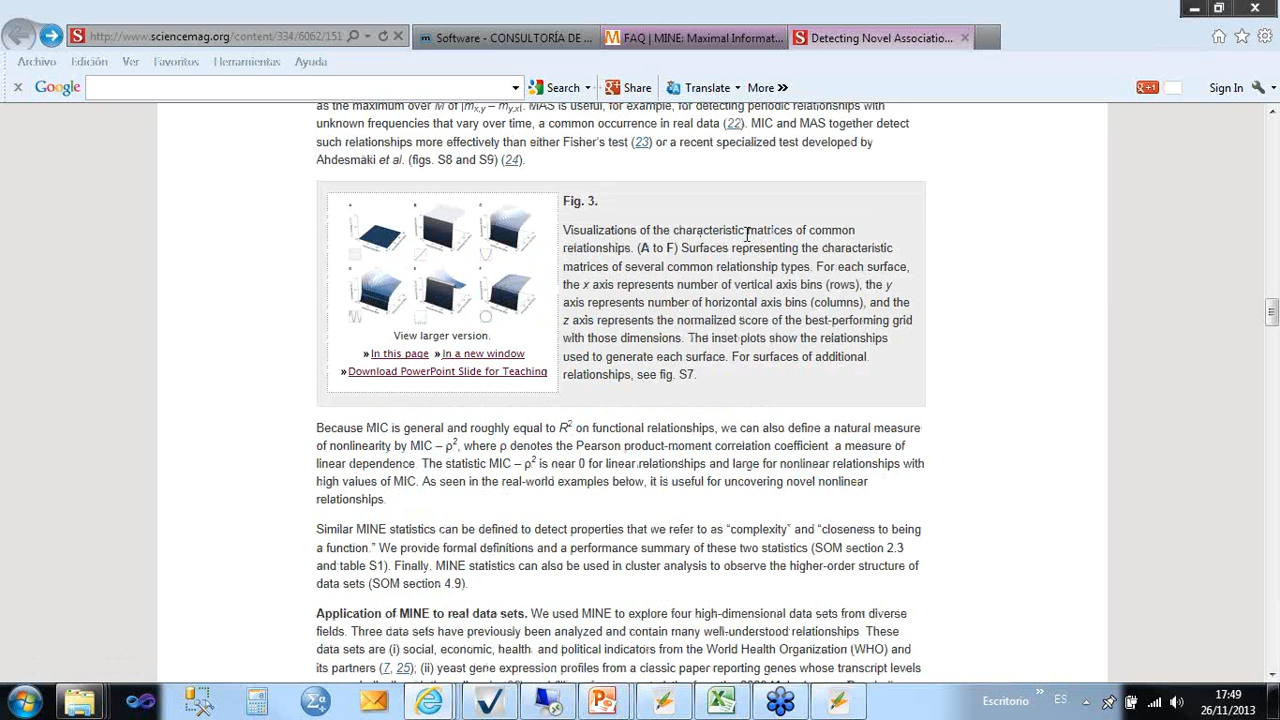 http://www.sciencemag.org/content/334/6062/151
Software - CONSULTORÍA DE ...
FAQ | MINE: Maximal Informat...
Detecting Novel Associatio...
Archivo Edición Ver Favoritos Herramientas Ayuda
Google Search Share Translate More » Sign In
as the maximum over M of |mx,y – my,x|. MAS is useful, for example, for detecting periodic relationships with
unknown frequencies that vary over time, a common occurrence in real data (22). MIC and MAS together detect
such relationships more effectively than either Fisher's test (23) or a recent specialized test developed by
Ahdesmaki et al. (figs. S8 and S9) (24).
View larger version.
» In this page » In a new window
» Download PowerPoint Slide for Teaching
Fig. 3.
Visualizations of the characteristic matrices of common
relationships. (A to F) Surfaces representing the characteristic
matrices of several common relationship types. For each surface,
the x axis represents number of vertical axis bins (rows), the y
axis represents number of horizontal axis bins (columns), and the
z axis represents the normalized score of the best-performing grid
with those dimensions. The inset plots show the relationships
used to generate each surface. For surfaces of additional
relationships, see fig. S7.
Because MIC is general and roughly equal to R2 on functional relationships, we can also define a natural measure
of nonlinearity by MIC – ρ2, where ρ denotes the Pearson product-moment correlation coefficient a measure of
linear dependence. The statistic MIC – ρ2 is near 0 for linear relationships and large for nonlinear relationships with
high values of MIC. As seen in the real-world examples below, it is useful for uncovering novel nonlinear
relationships.
Similar MINE statistics can be defined to detect properties that we refer to as “complexity” and “closeness to being
a function.” We provide formal definitions and a performance summary of these two statistics (SOM section 2.3
and table S1). Finally, MINE statistics can also be used in cluster analysis to observe the higher-order structure of
data sets (SOM section 4.9).
Application of MINE to real data sets. We used MINE to explore four high-dimensional data sets from diverse
fields. Three data sets have previously been analyzed and contain many well-understood relationships. These
data sets are (i) social, economic, health, and political indicators from the World Health Organization (WHO) and
its partners (7, 25); (ii) yeast gene expression profiles from a classic paper reporting genes whose transcript levels
Escritorio » ES
17:49
26/11/2013